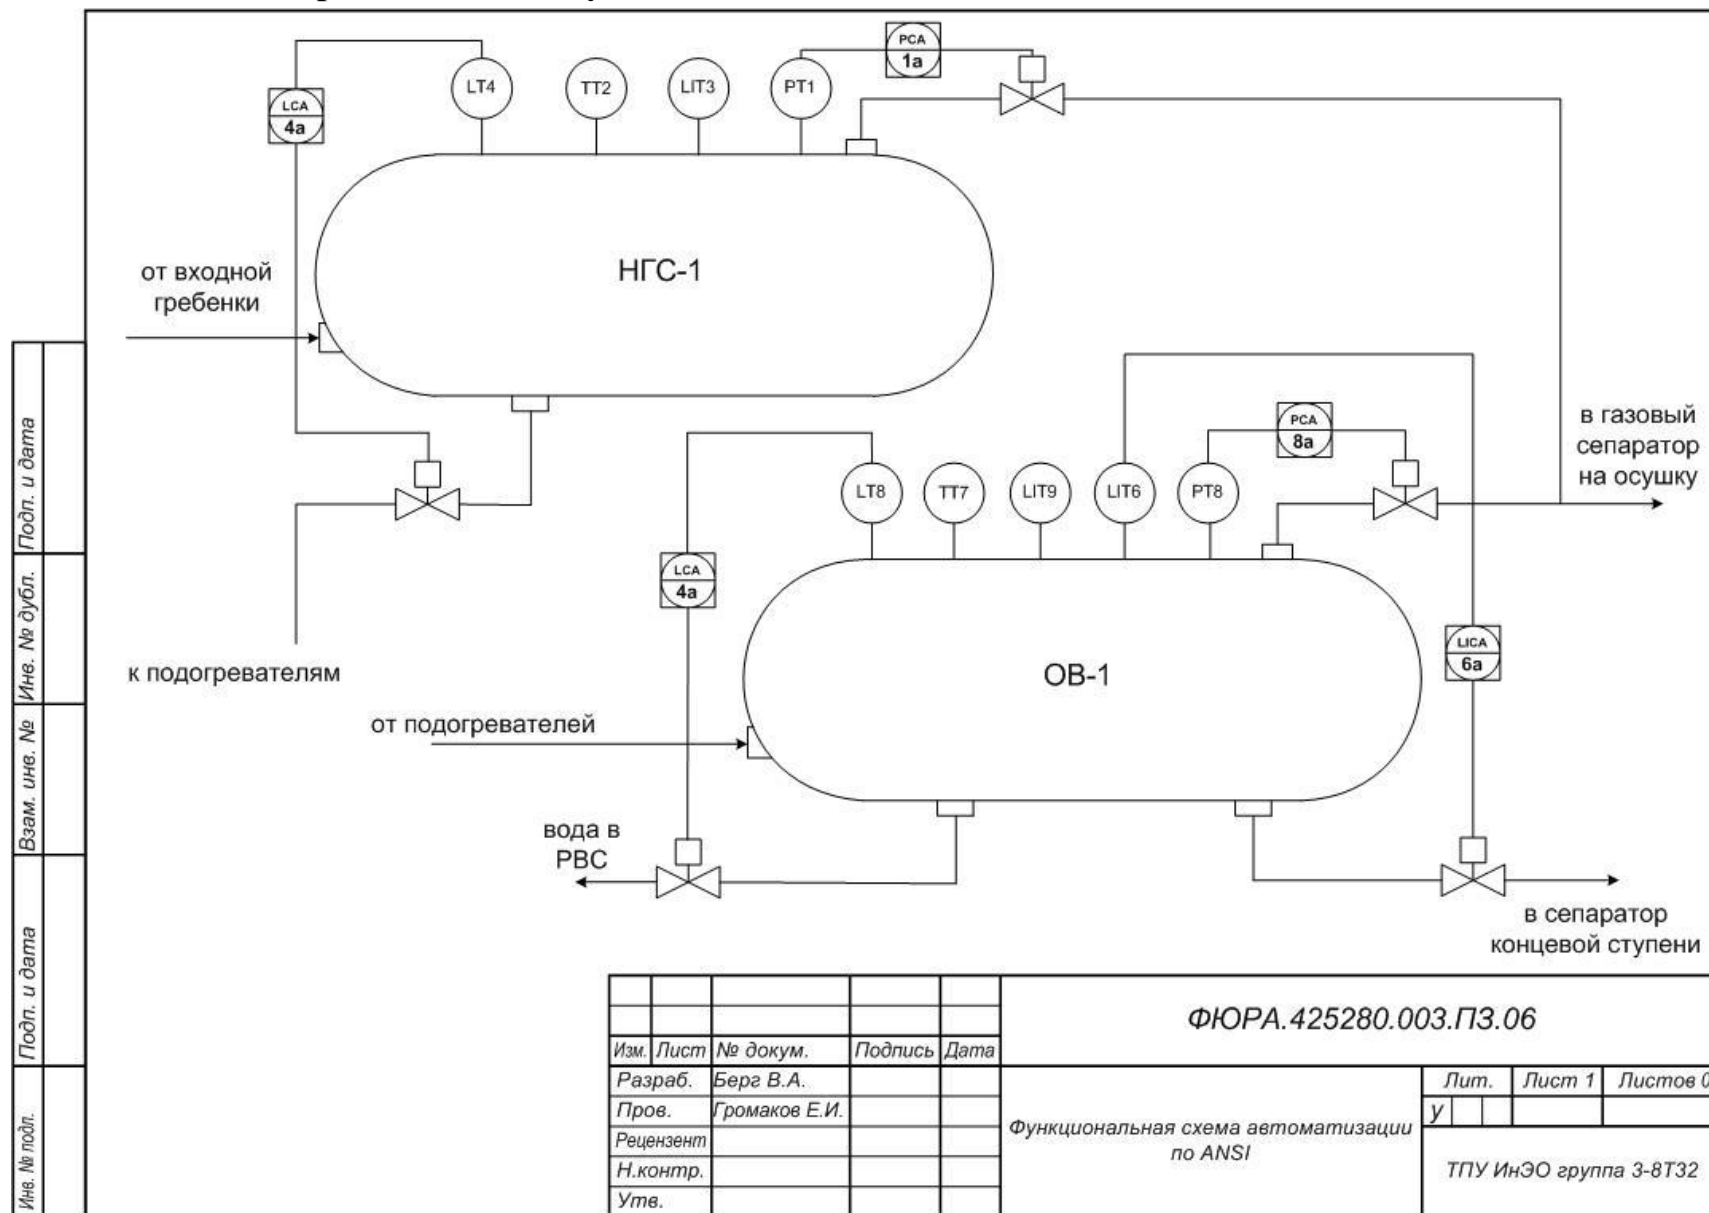 PCA
1a
LT4
TT2
LIT3
PT1
LCA
4a
НГС-1
от входной
гребенки
PCA
8a
в газовый
сепаратор
на осушку
LT8
TT7
LIT9
LIT6
PT8
LCA
4a
LICA
6a
к подогревателям
ОВ-1
от подогревателей
вода в
РВС
в сепаратор
концевой ступени
Подп. и дата
Инв. № дубл.
Взам. инв. №
Подп. и дата
Инв. № подл.
ФЮРА.425280.003.ПЗ.06
Изм. Лист № докум. Подпись Дата
Разраб. Берг В.А.
Пров. Громаков Е.И.
Рецензент
Н.контр.
Утв.
Функциональная схема автоматизации
по ANSI
Лит. Лист 1 Листов 0
У
ТПУ ИнЭО группа 3-8Т32